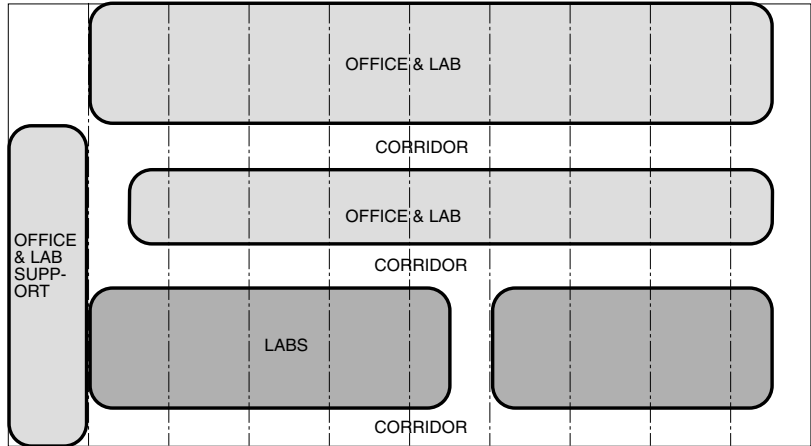 OFFICE & LAB
CORRIDOR
OFFICE & LAB
OFFICE
& LAB
SUPP-
ORT
CORRIDOR
LABS
CORRIDOR